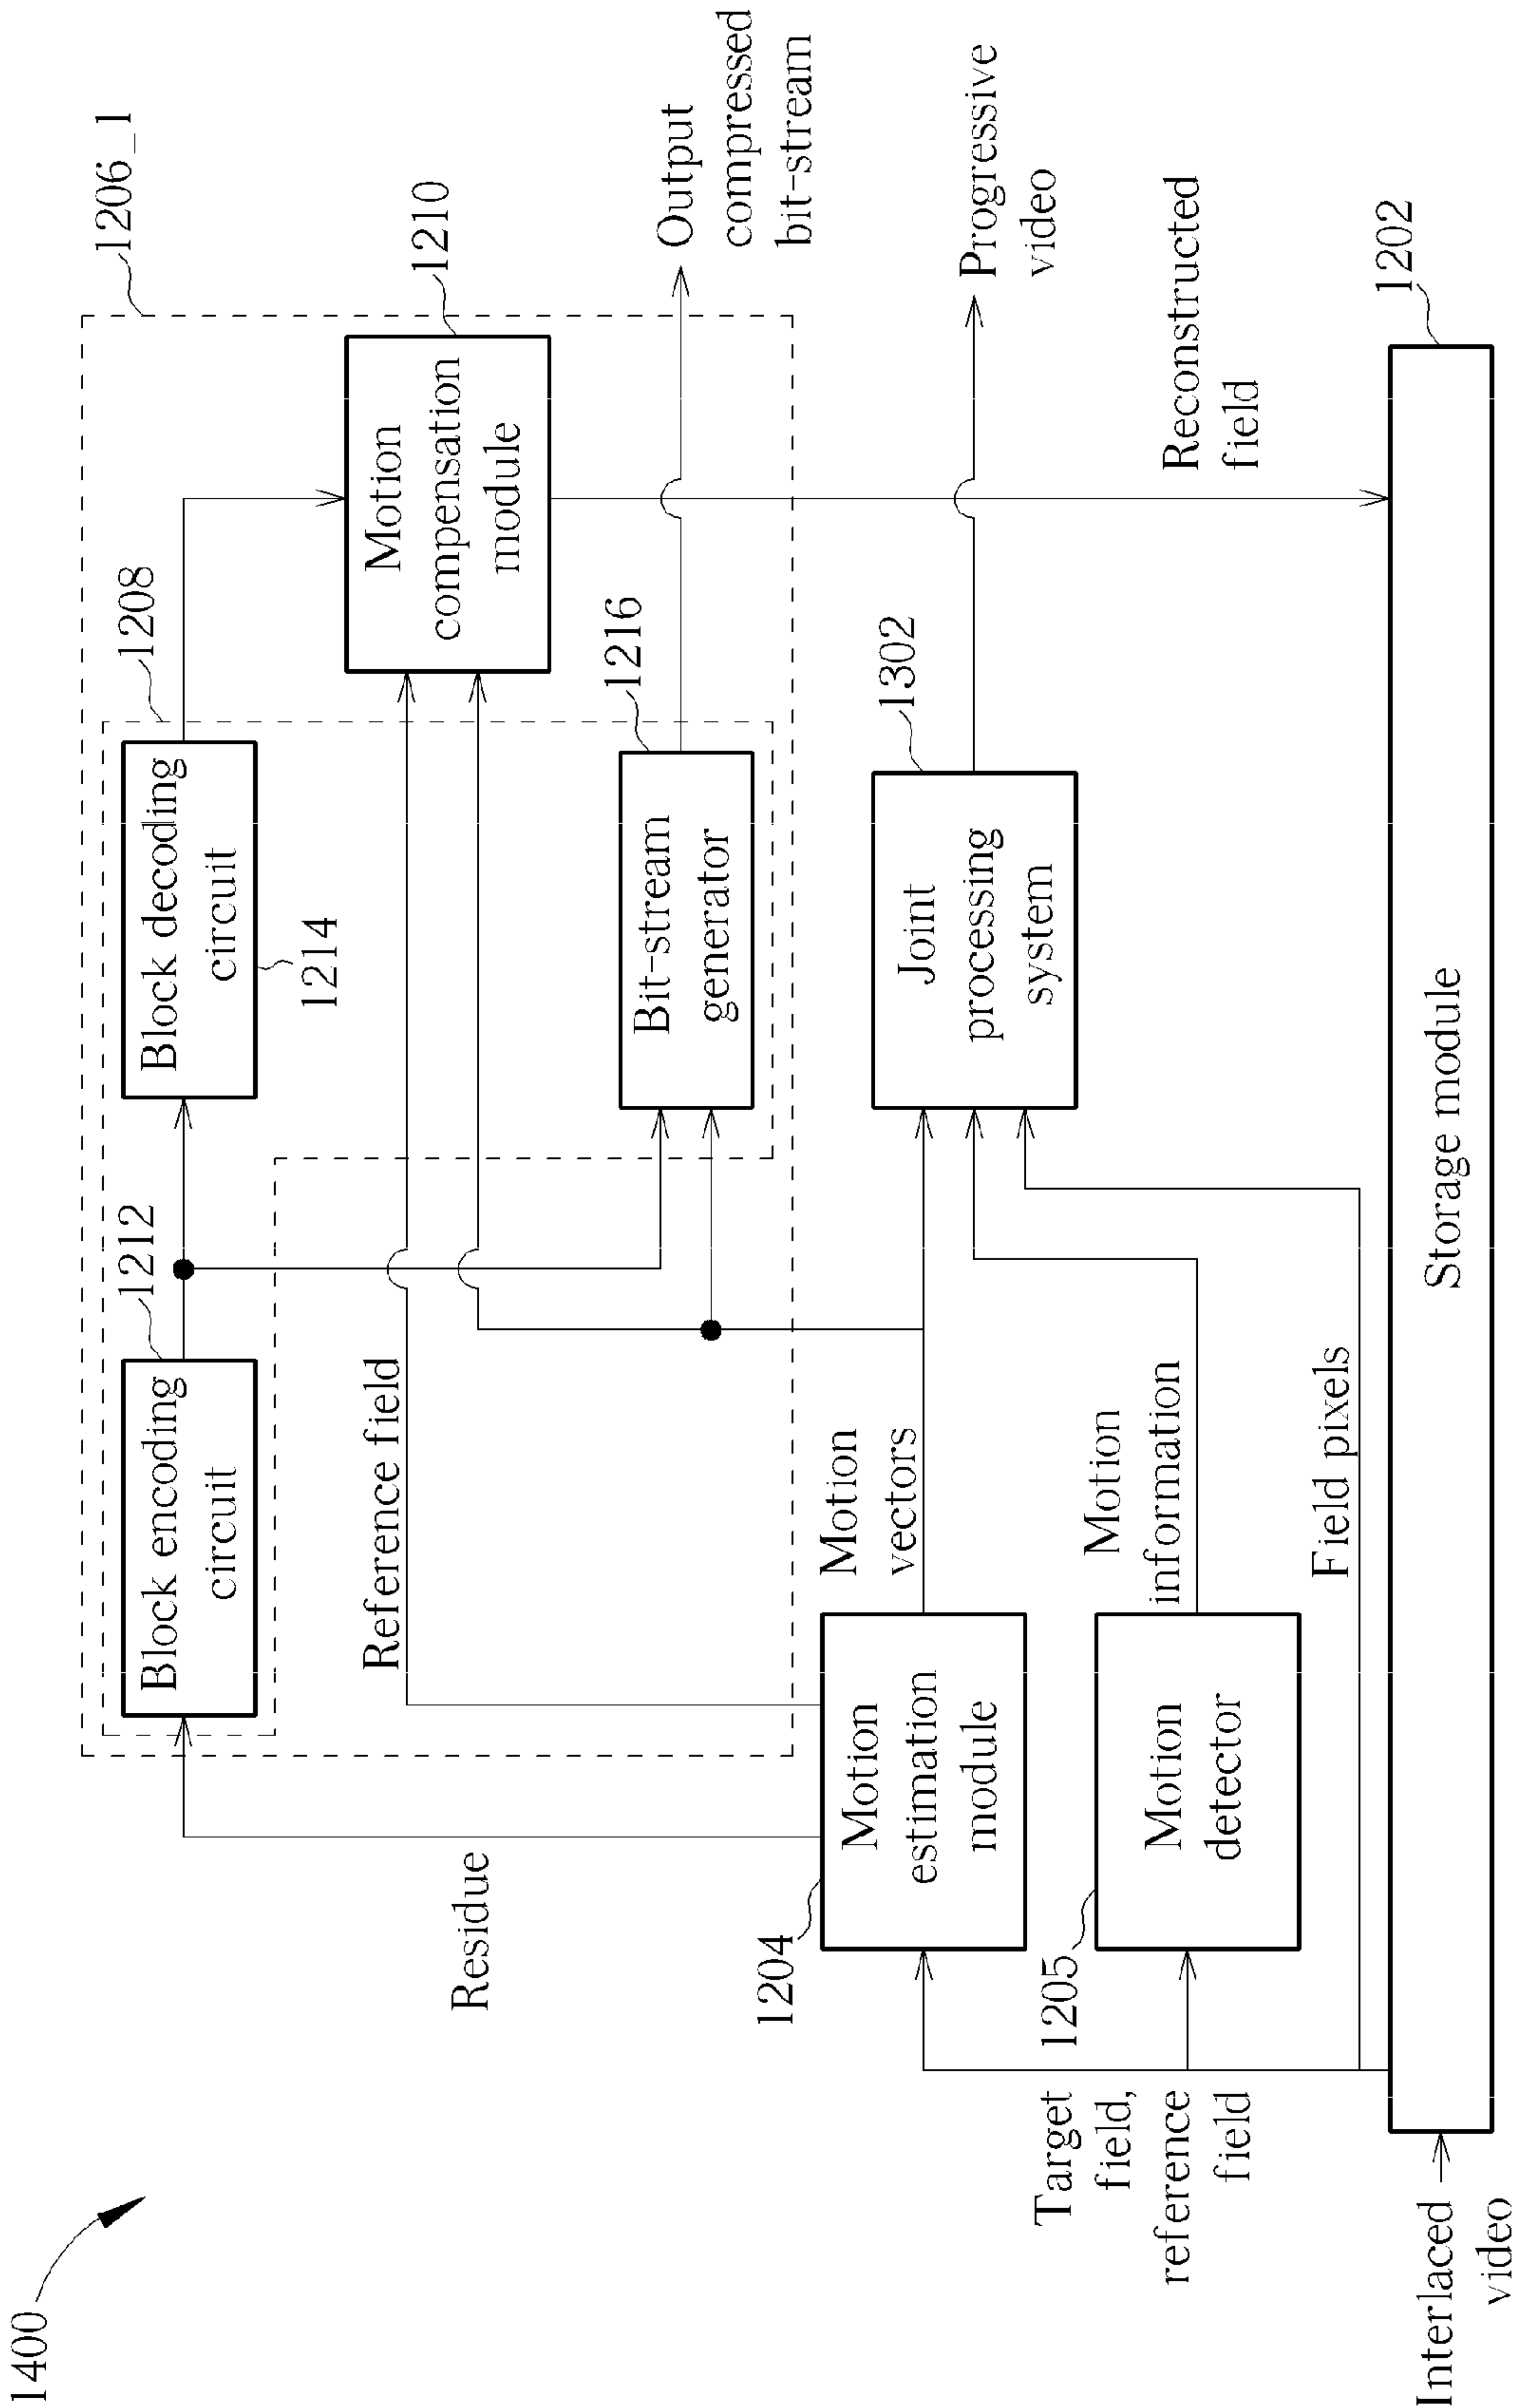 1400
1206_1
1208
1212
Block encoding
circuit
Block decoding
circuit
1214
1210
Motion
compensation
module
Reference field
Residue
1216
Bit-stream
generator
Output
compressed
bit-stream
1204
Motion
estimation
module
Motion
vectors
1302
Joint
processing
system
Progressive
video
1205
Motion
detector
Motion
information
Target
field,
reference
field
Field pixels
Reconstructed
field
1202
Storage module
Interlaced
video